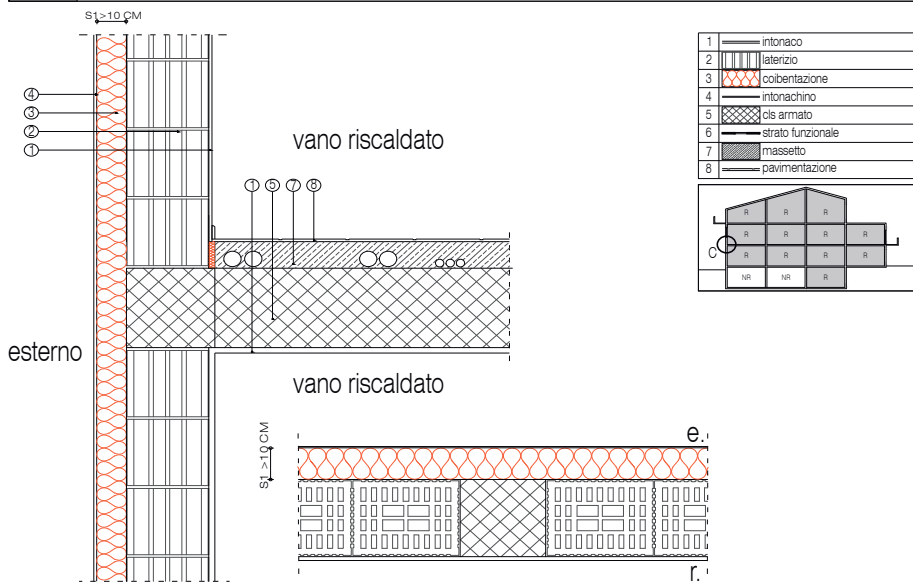 S1>10 CM
4
3
2
1
vano riscaldato
1 5 7 8
esterno
vano riscaldato
S1>10 CM
e.
r.
1 intonaco
2 laterizio
3 coibentazione
4 intonachino
5 cls armato
6 strato funzionale
7 massetto
8 pavimentazione
R R R
R R R R
C
R R R R
NR NR R